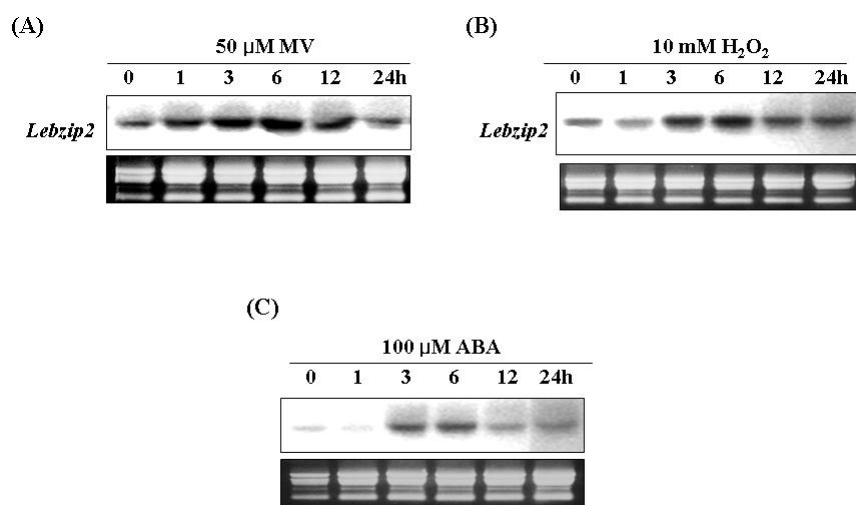 (A)
50 µM MV
0 1 3 6 12 24h
Lebzip2
(B)
10 mM H₂O₂
0 1 3 6 12 24h
Lebzip2
(C)
100 µM ABA
0 1 3 6 12 24h